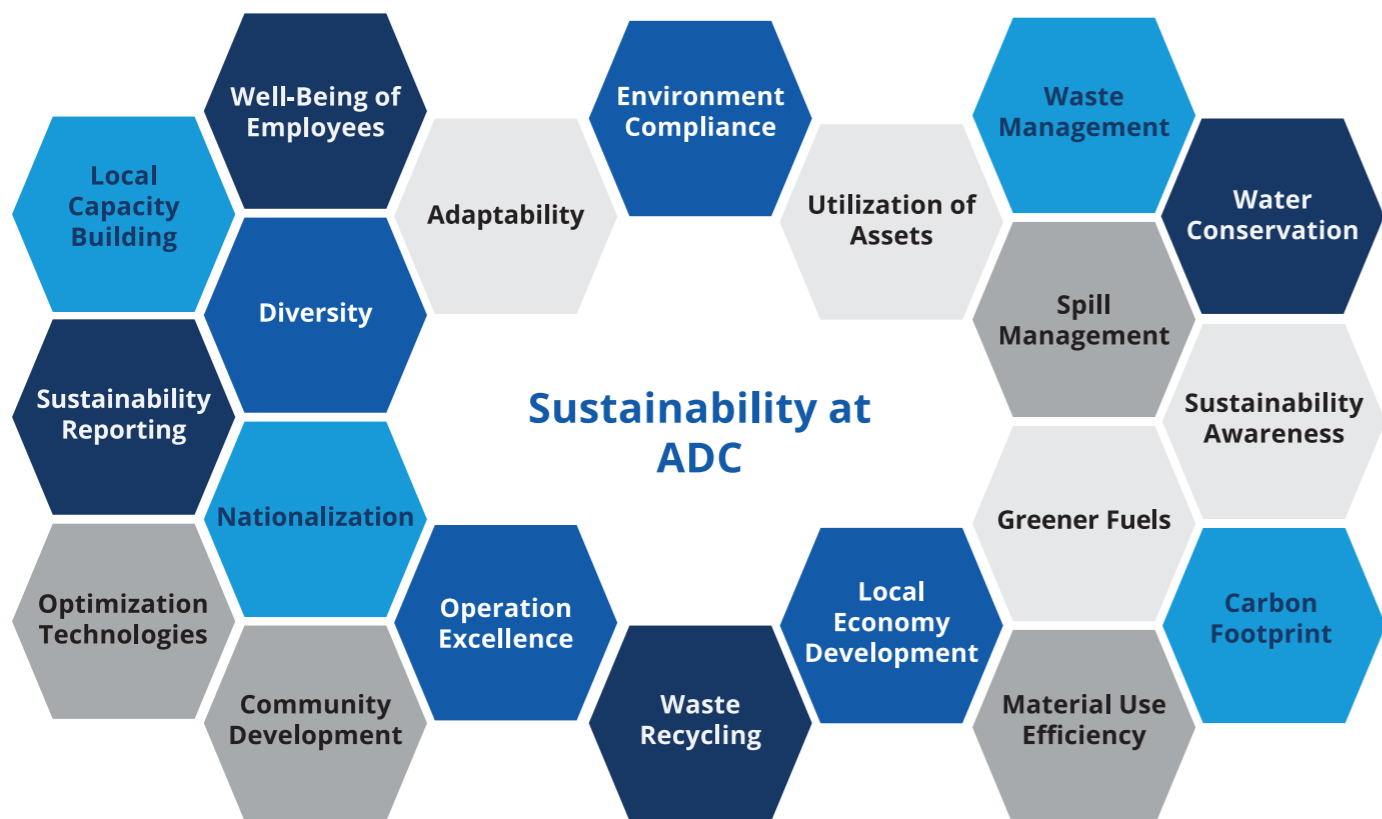 Well-Being of
Employees
Environment
Compliance
Waste
Management
Local
Capacity
Building
Adaptability
Utilization of
Assets
Water
Conservation
Diversity
Spill
Management
Sustainability
Reporting
Sustainability at
ADC
Sustainability
Awareness
Nationalization
Greener Fuels
Optimization
Technologies
Operation
Excellence
Local
Economy
Development
Carbon
Footprint
Community
Development
Waste
Recycling
Material Use
Efficiency